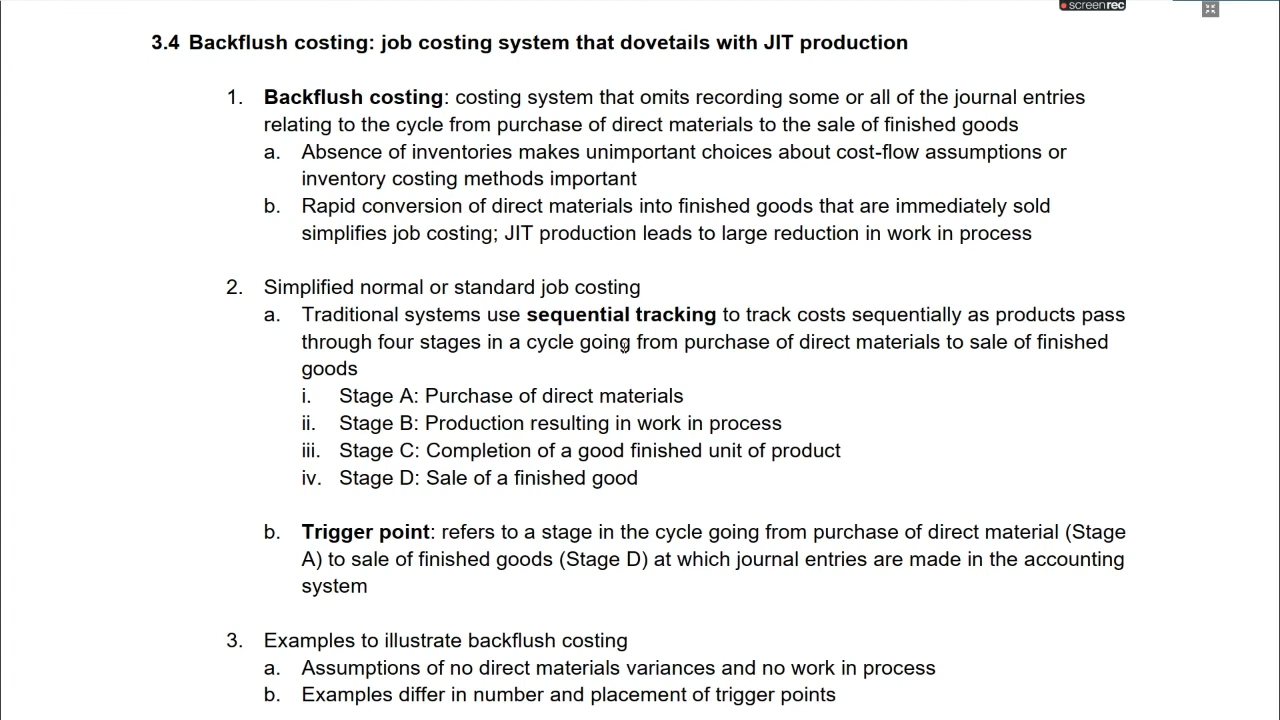 screenrec
3.4 Backflush costing: job costing system that dovetails with JIT production
1. Backflush costing: costing system that omits recording some or all of the journal entries
relating to the cycle from purchase of direct materials to the sale of finished goods
a. Absence of inventories makes unimportant choices about cost-flow assumptions or
inventory costing methods important
b. Rapid conversion of direct materials into finished goods that are immediately sold
simplifies job costing; JIT production leads to large reduction in work in process
2. Simplified normal or standard job costing
a. Traditional systems use sequential tracking to track costs sequentially as products pass
through four stages in a cycle going from purchase of direct materials to sale of finished
goods
i. Stage A: Purchase of direct materials
ii. Stage B: Production resulting in work in process
iii. Stage C: Completion of a good finished unit of product
iv. Stage D: Sale of a finished good
b. Trigger point: refers to a stage in the cycle going from purchase of direct material (Stage
A) to sale of finished goods (Stage D) at which journal entries are made in the accounting
system
3. Examples to illustrate backflush costing
a. Assumptions of no direct materials variances and no work in process
b. Examples differ in number and placement of trigger points